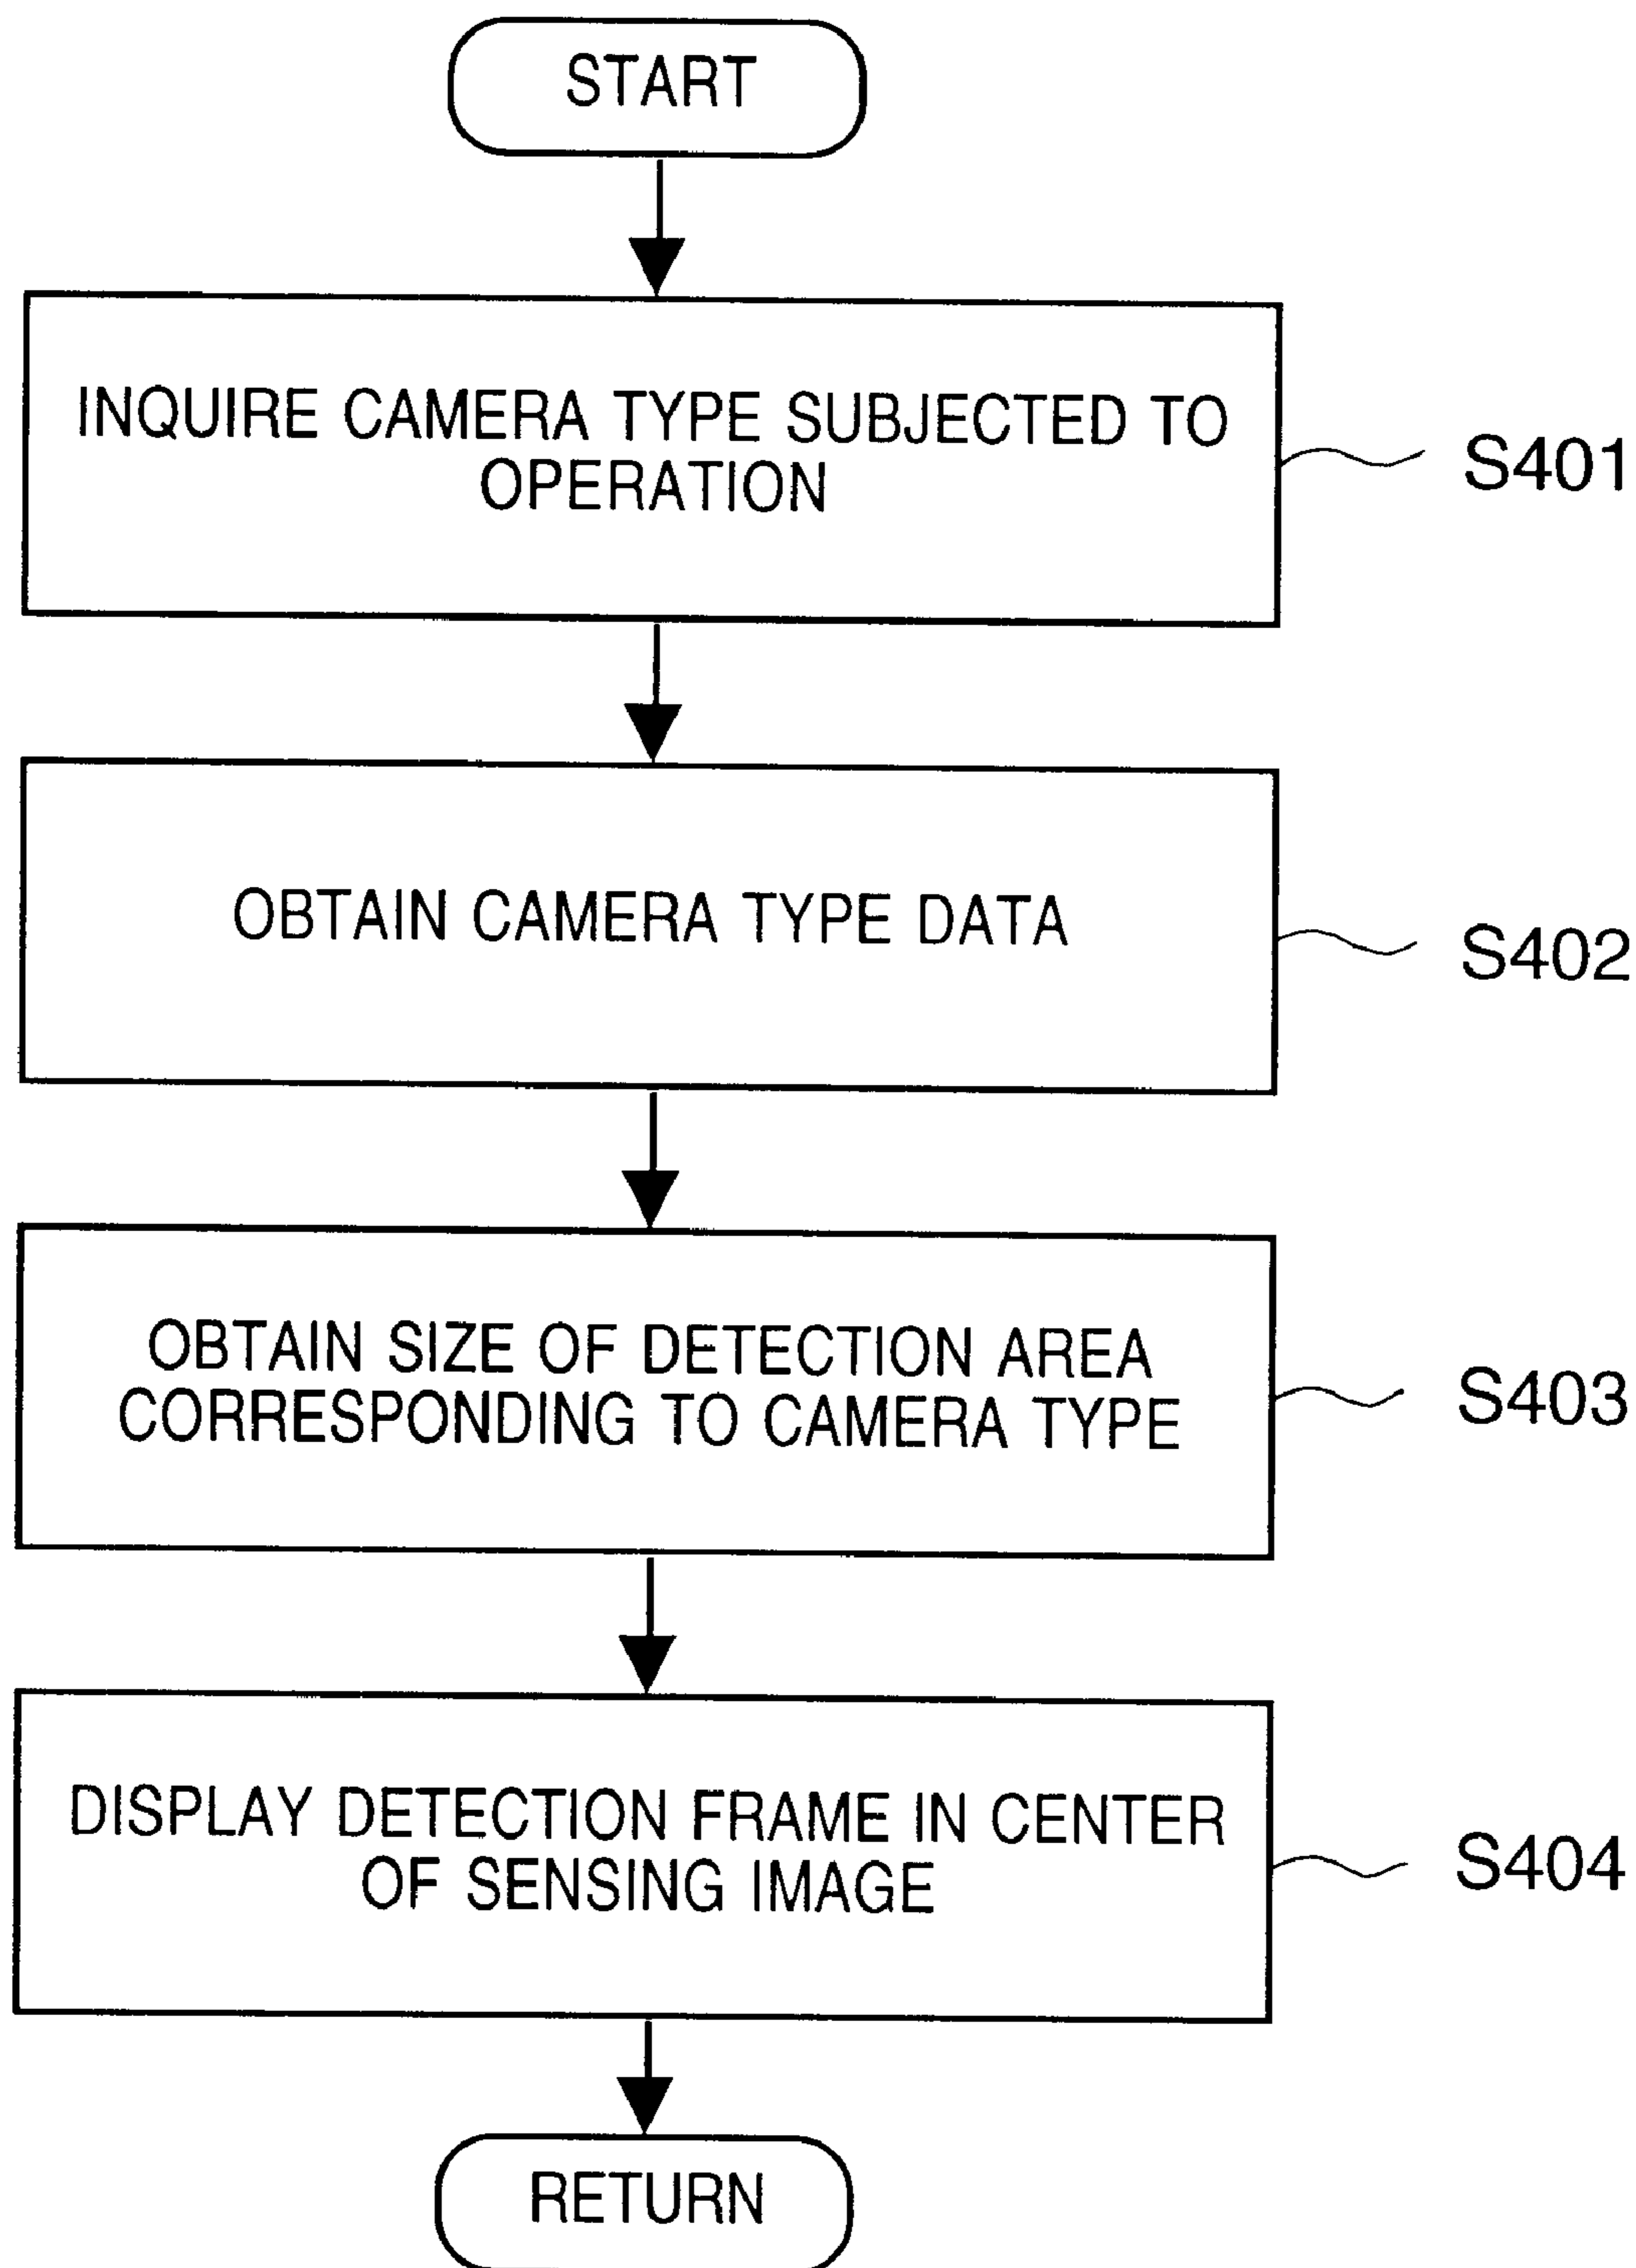 START
INQUIRE CAMERA TYPE SUBJECTED TO
OPERATION
S401
OBTAIN CAMERA TYPE DATA
S402
OBTAIN SIZE OF DETECTION AREA
CORRESPONDING TO CAMERA TYPE
S403
DISPLAY DETECTION FRAME IN CENTER
OF SENSING IMAGE
S404
RETURN